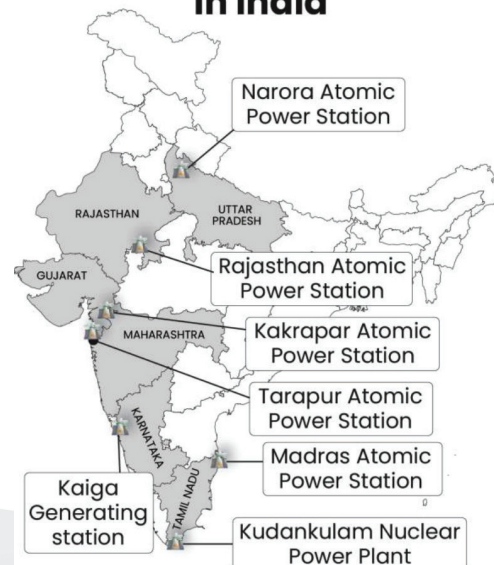 in India
Narora Atomic
Power Station
RAJASTHAN
UTTAR
PRADESH
Rajasthan Atomic
Power Station
GUJARAT
MAHARASHTRA
Kakrapar Atomic
Power Station
Tarapur Atomic
Power Station
KARNATAKA
Madras Atomic
Power Station
TAMIL NADU
Kaiga
Generating
station
Kudankulam Nuclear
Power Plant